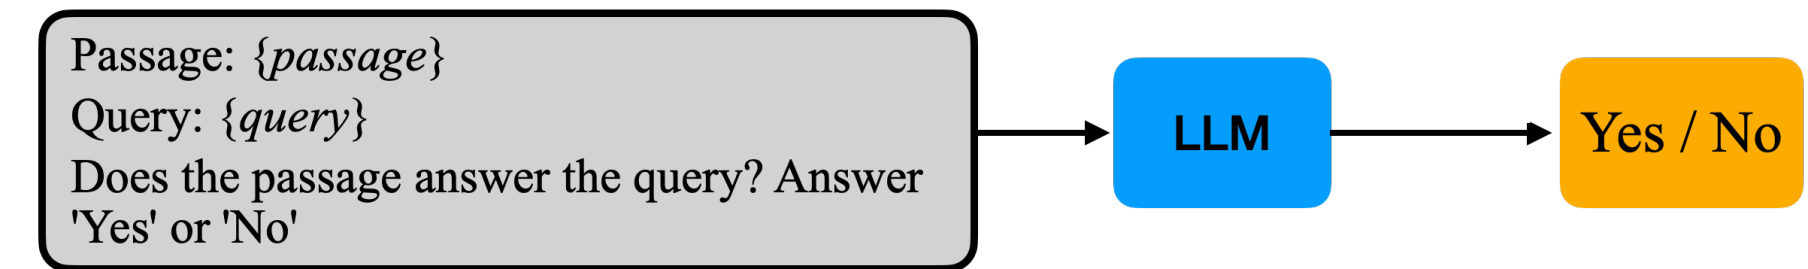 Passage: {passage}
Query: {query}
Does the passage answer the query? Answer
'Yes' or 'No'
LLM
Yes / No